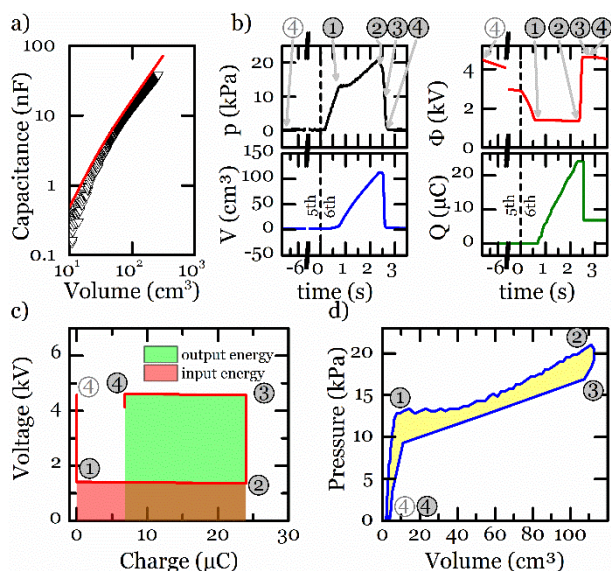 a)
Capacitance (nF)
100
10
1
0.1
10¹ 10² 10³
Volume (cm³)
b)
4 1 2 3 4
p (kPa)
20
10
0
V (cm³)
150
100
50
0
-50
5th
6th
-6 0 1 2 3
time (s)
4 1 2 3 4
Φ (kV)
4
2
0
Q (μC)
20
10
0
5th
6th
-6 0 1 2 3
time (s)
c)
Voltage (kV)
7
6
4
2
0
output energy
input energy
4 4 3
1 2
0 10 20 30
Charge (μC)
d)
Pressure (kPa)
25
20
15
10
5
0
2
1 3
4 4
0 20 40 60 80 100
Volume (cm³)